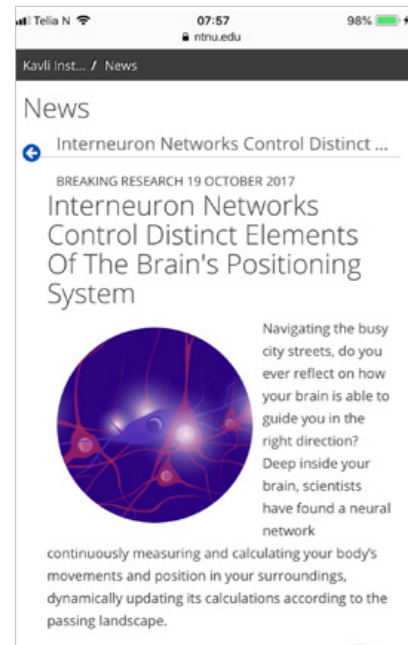 Telia N 07:57 98%
ntnu.edu
Kavli Inst... / News
News
Interneuron Networks Control Distinct ...
BREAKING RESEARCH 19 OCTOBER 2017
Interneuron Networks
Control Distinct Elements
Of The Brain's Positioning
System
Navigating the busy
city streets, do you
ever reflect on how
your brain is able to
guide you in the
right direction?
Deep inside your
brain, scientists
have found a neural
network
continuously measuring and calculating your body's
movements and position in your surroundings,
dynamically updating its calculations according to the
passing landscape.